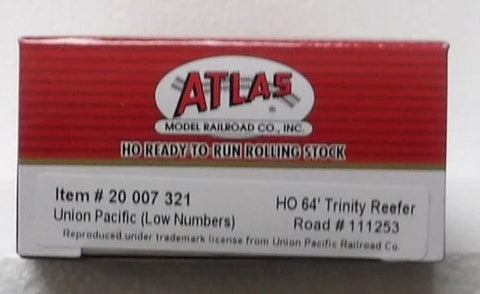 ATLAS
®
MODEL RAILROAD CO., INC.
HO READY-TO-RUN ROLLING STOCK
Item # 20 007 321
HO 64' Trinity Reefer
Union Pacific (Low Numbers)
Road # 111253
Reproduced under trademark license from Union Pacific Railroad Co.